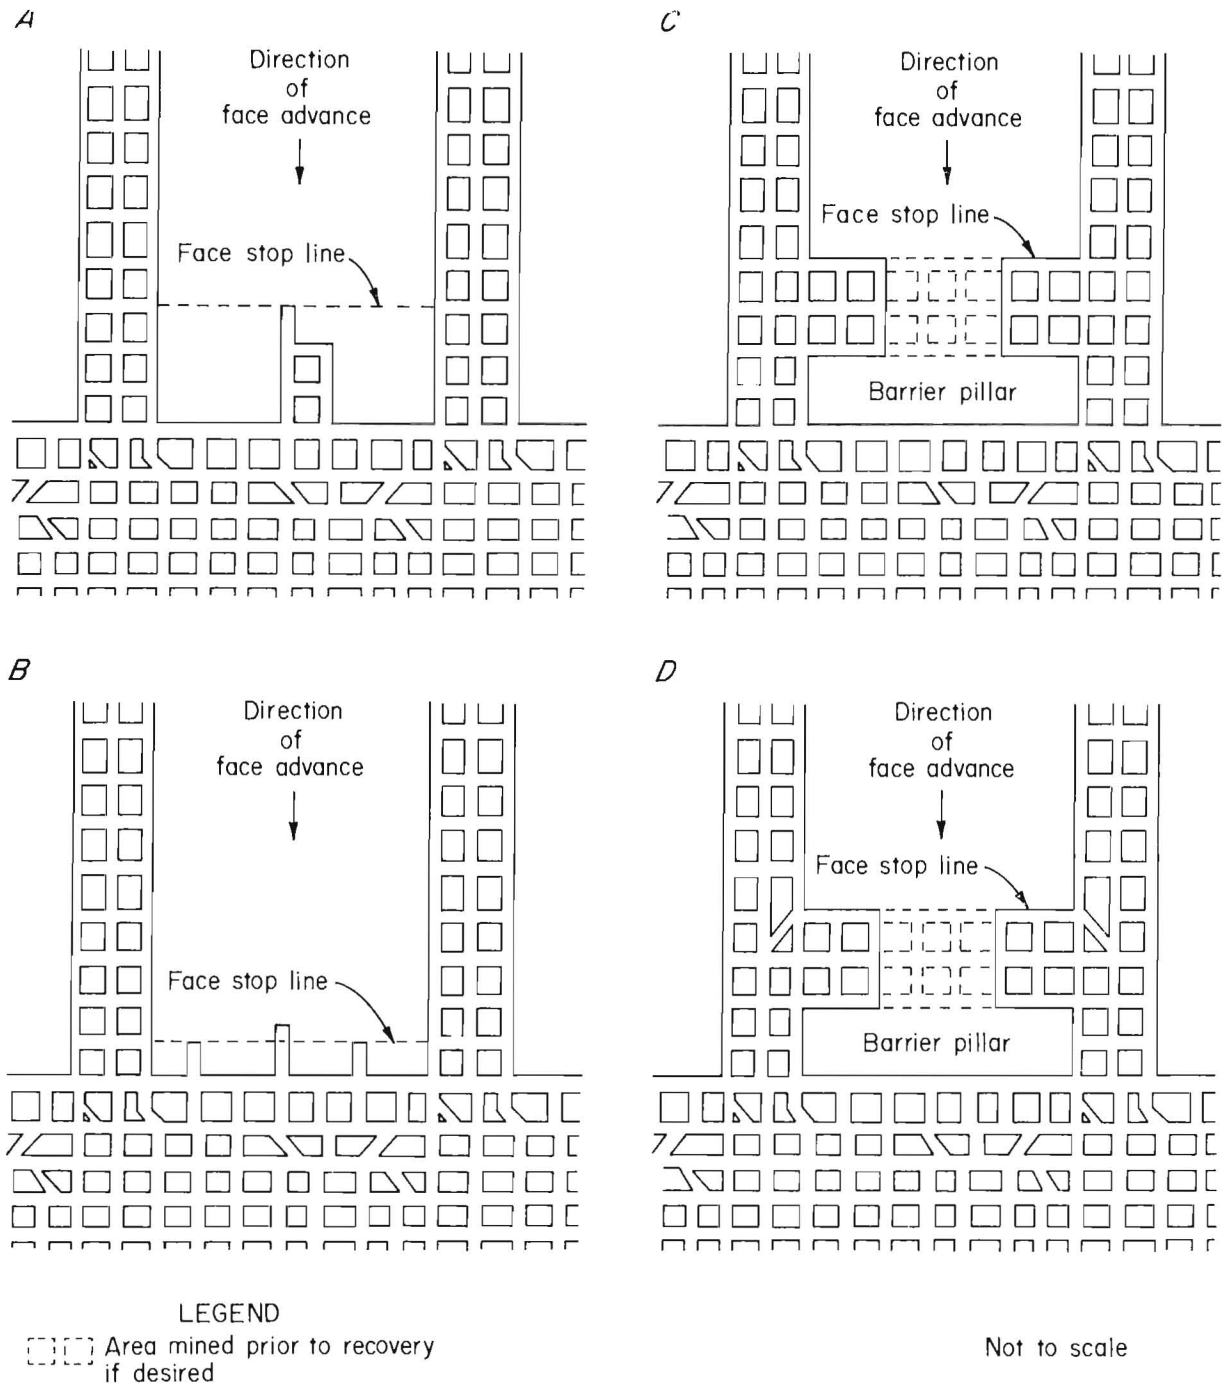 A
Direction
of
face advance
Face stop line
C
Direction
of
face advance
Face stop line
Barrier pillar
B
Direction
of
face advance
Face stop line
D
Direction
of
face advance
Face stop line
Barrier pillar
LEGEND
Area mined prior to recovery
if desired
Not to scale